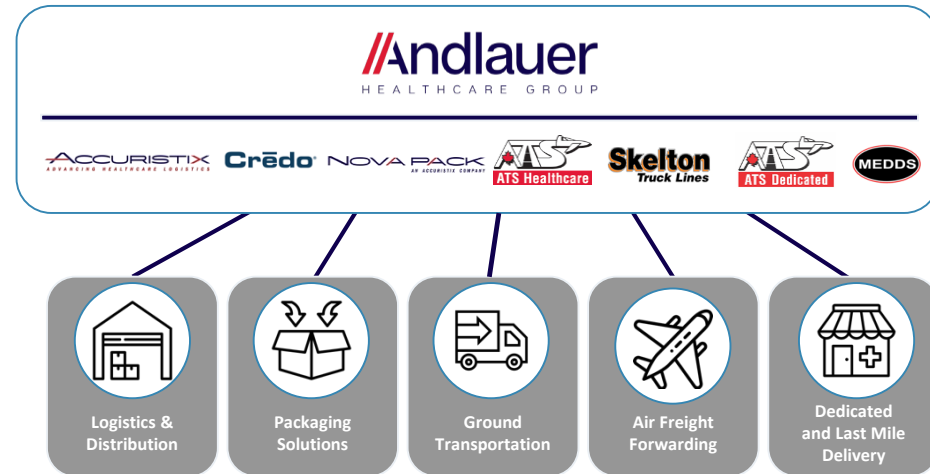 Andlauer
HEALTHCARE GROUP
ACCURISTIX
ADVANCING HEALTHCARE LOGISTICS
Crēdo
NOVA PACK
AN ACCURISTIX COMPANY
ATS
ATS Healthcare
Skelton
Truck Lines
ATS
ATS Dedicated
MEDDS
Logistics &
Distribution
Packaging
Solutions
Ground
Transportation
Air Freight
Forwarding
Dedicated
and Last Mile
Delivery